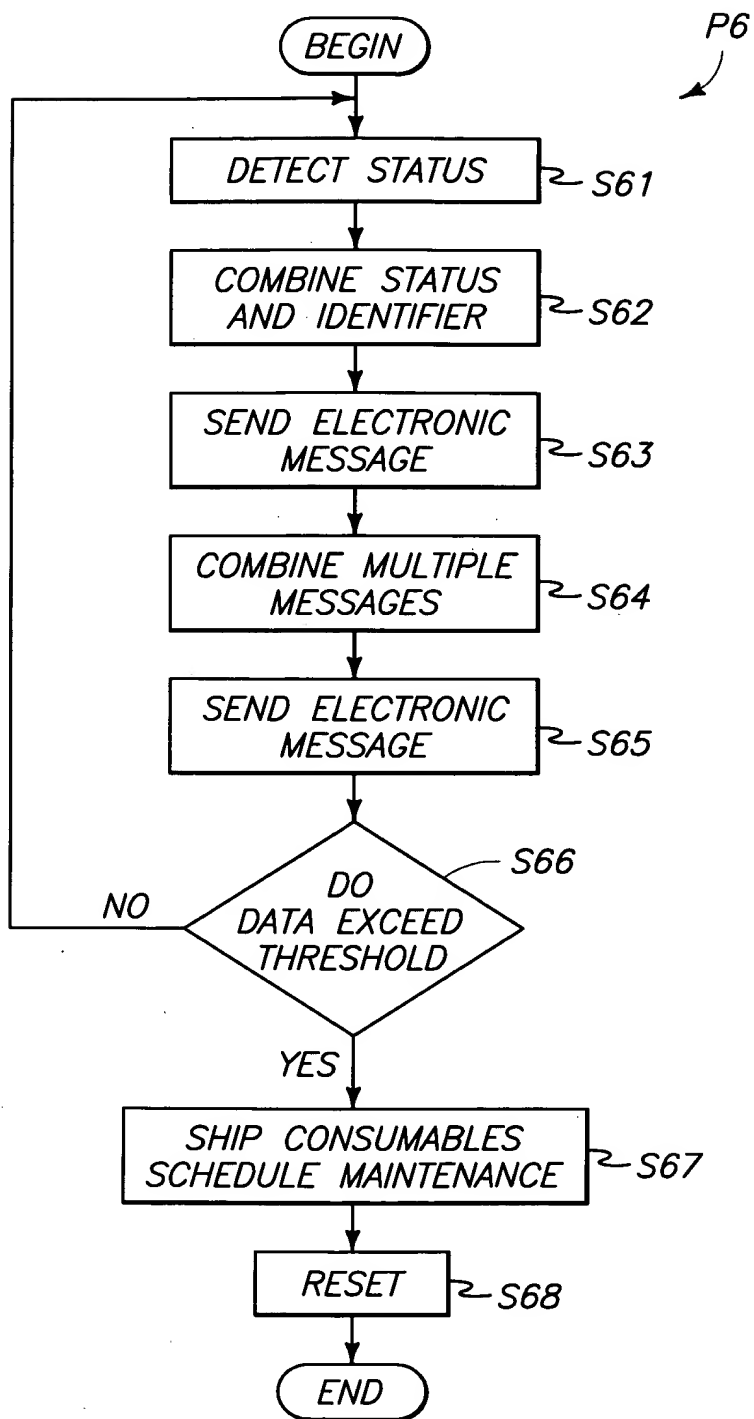 P6
BEGIN
DETECT STATUS
S61
COMBINE STATUS
AND IDENTIFIER
S62
SEND ELECTRONIC
MESSAGE
S63
COMBINE MULTIPLE
MESSAGES
S64
SEND ELECTRONIC
MESSAGE
S65
S66
DO
DATA EXCEED
THRESHOLD
NO
YES
SHIP CONSUMABLES
SCHEDULE MAINTENANCE
S67
RESET
S68
END